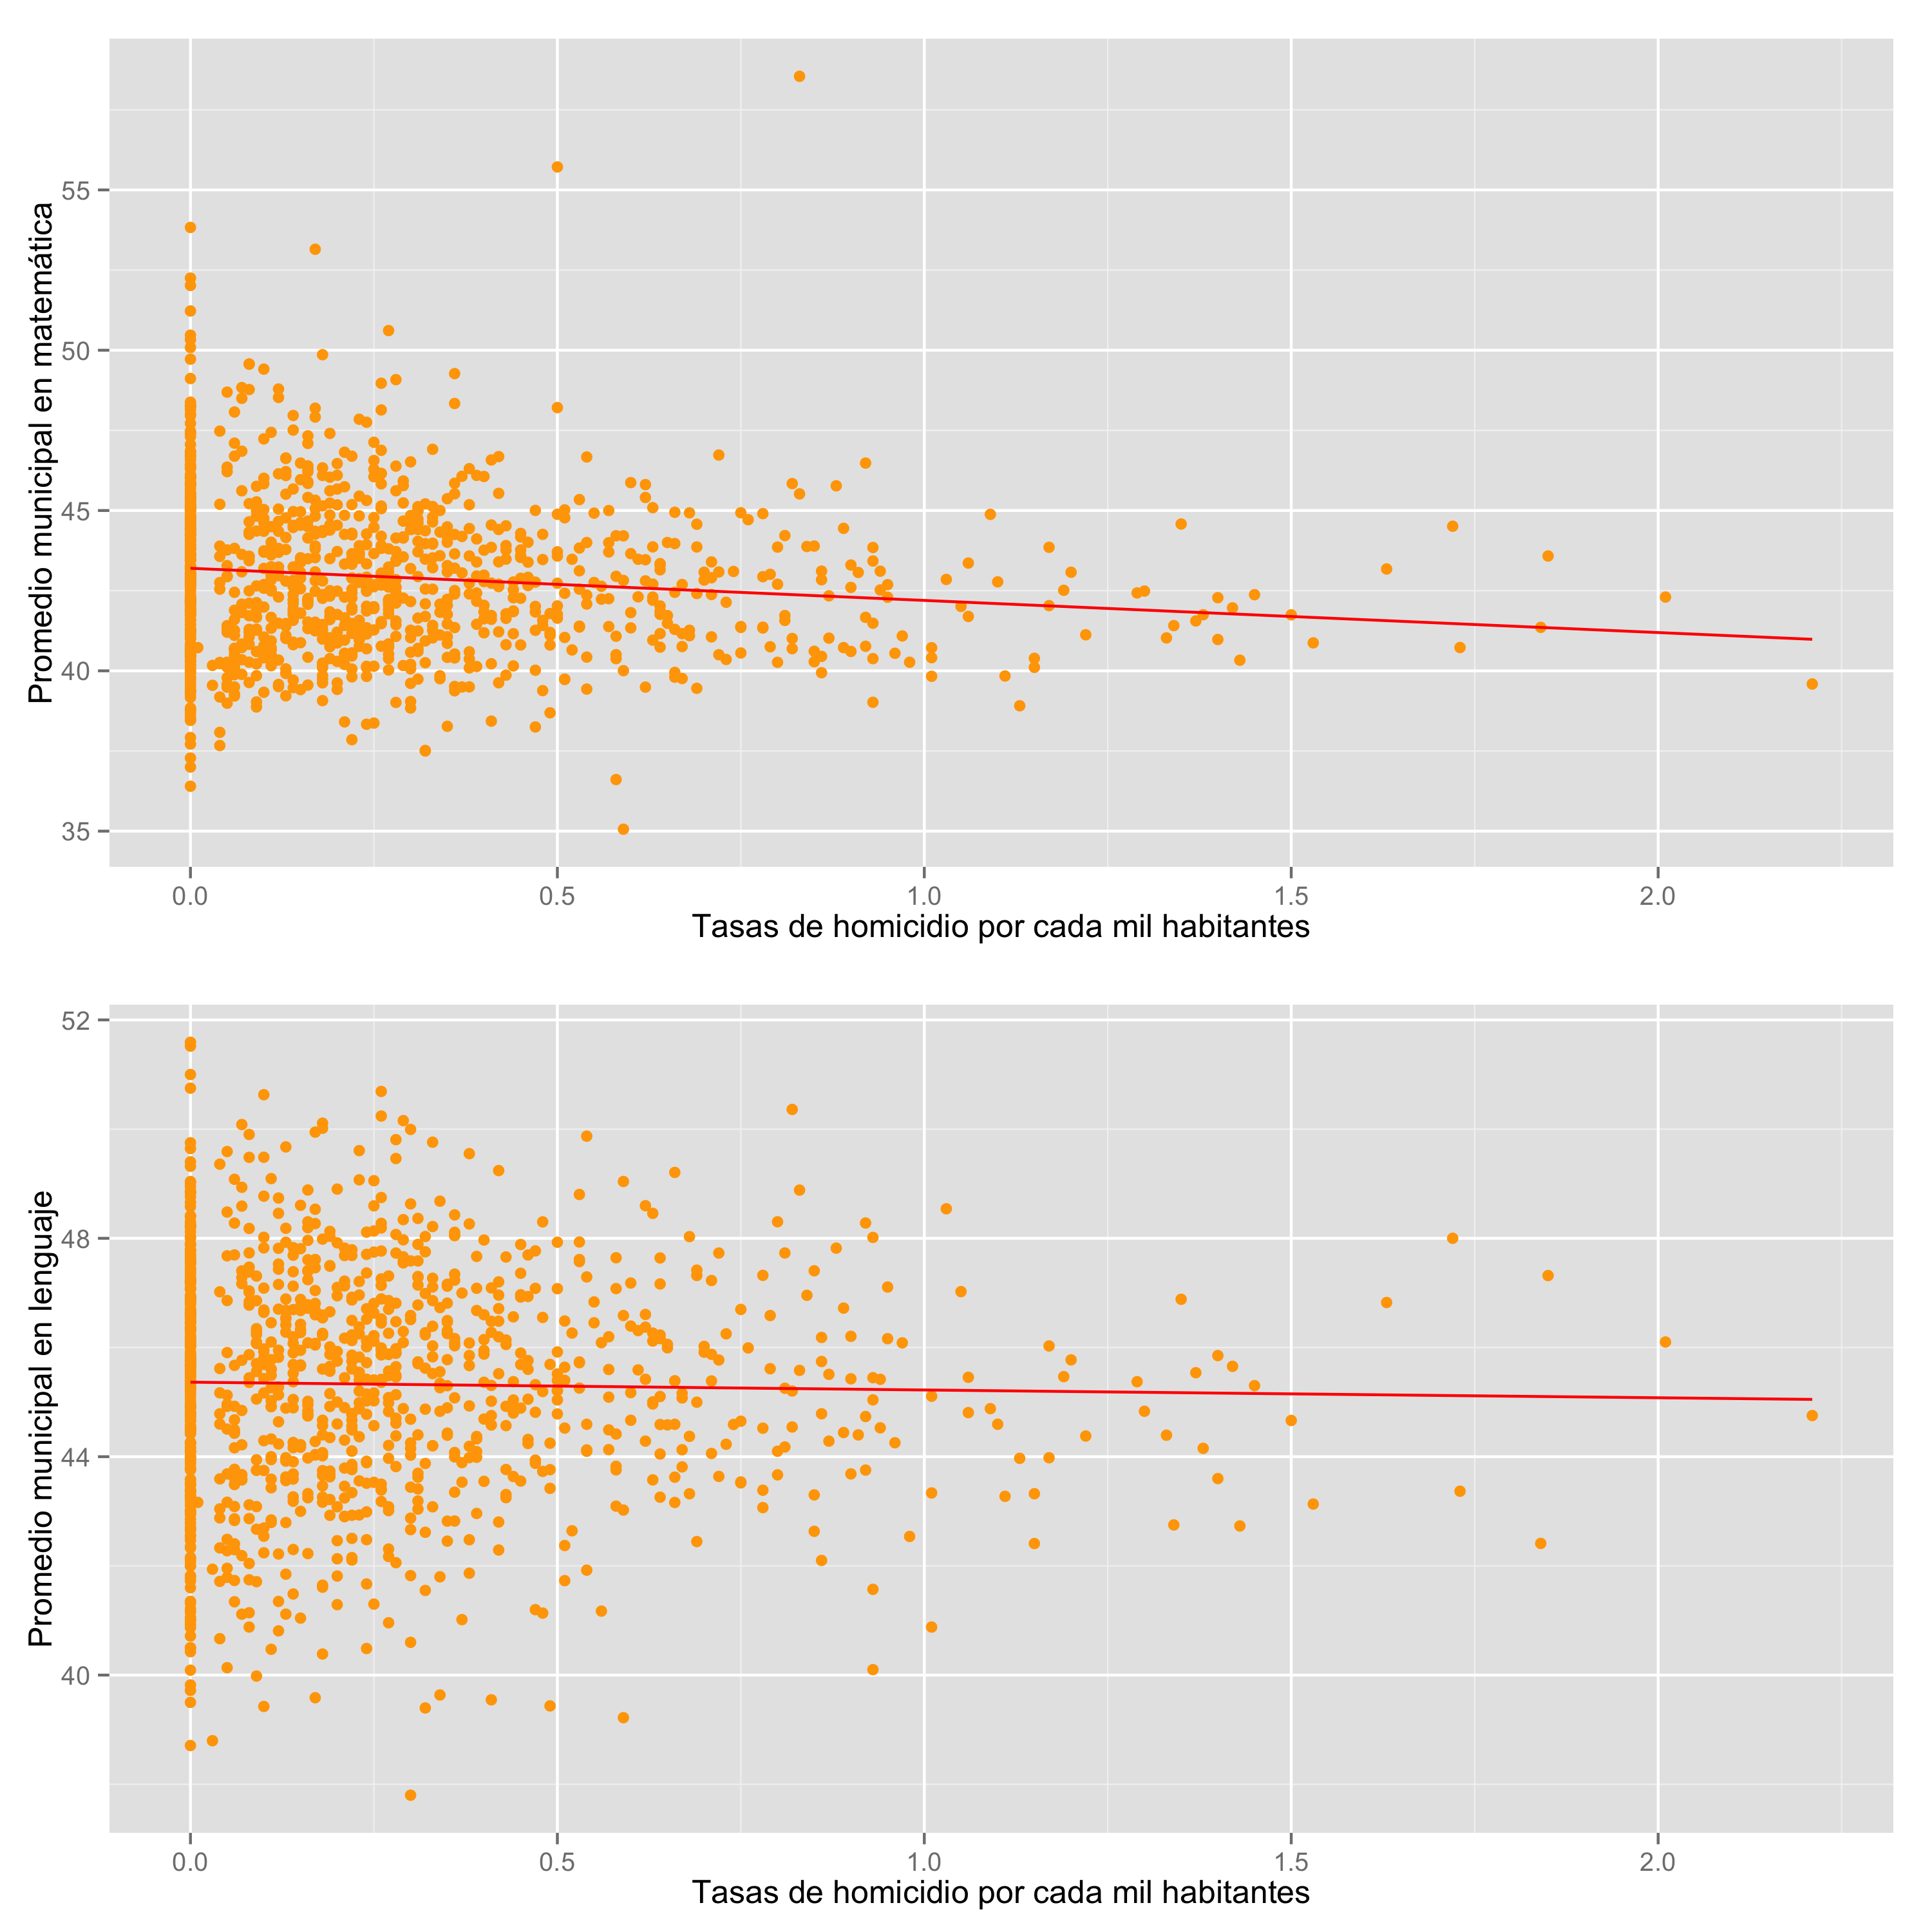 Promedio municipal en matemática
55
50
45
40
35
0.0 0.5 1.0 1.5 2.0
Tasas de homicidio por cada mil habitantes
Promedio municipal en lenguaje
52
48
44
40
0.0 0.5 1.0 1.5 2.0
Tasas de homicidio por cada mil habitantes